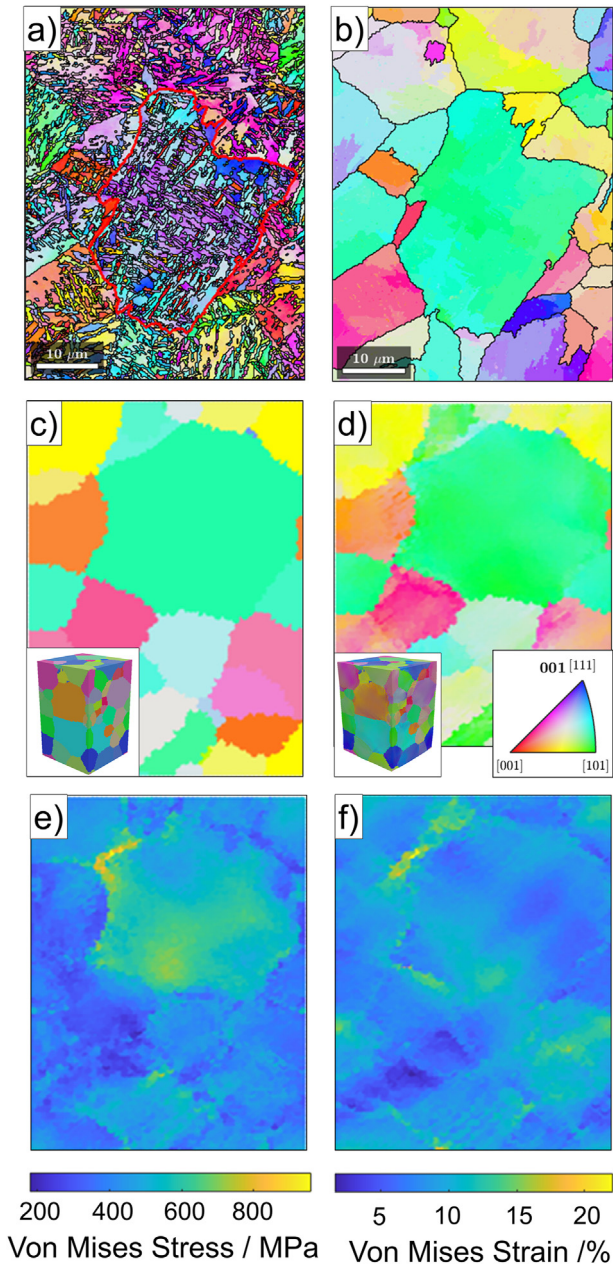 a)
b)
10 μm
10 μm
c)
d)
001 [111]
[001]
[101]
e)
f)
200 400 600 800
5 10 15 20
Von Mises Stress / MPa
Von Mises Strain /%